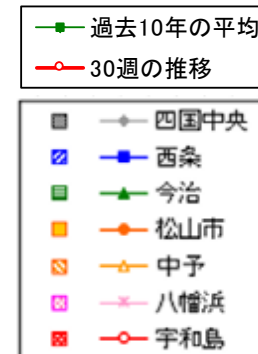 過去10年の平均
30週の推移
四国中央
西条
今治
松山市
中予
八幡浜
宇和島